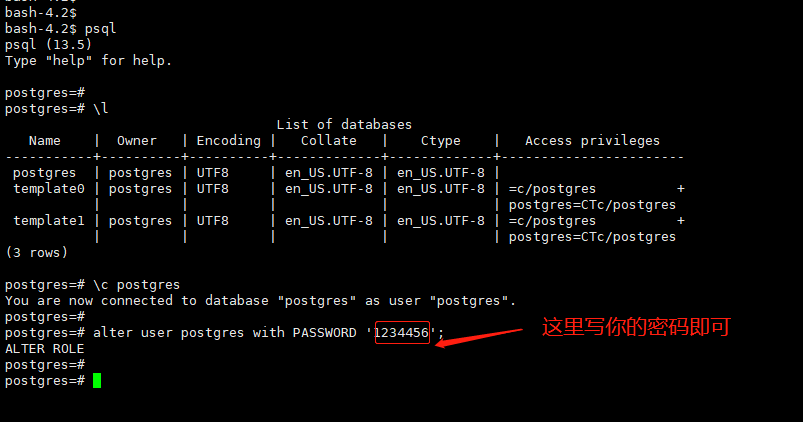 bash-4.2$
bash-4.2$
bash-4.2$ psql
psql (13.5)
Type "help" for help.
postgres=#
postgres=# \l
List of databases
Name | Owner | Encoding | Collate | Ctype | Access privileges
-----------+----------+----------+-------------+-------------+-----------------------
postgres | postgres | UTF8 | en_US.UTF-8 | en_US.UTF-8 |
template0 | postgres | UTF8 | en_US.UTF-8 | en_US.UTF-8 | =c/postgres +
| | | | | postgres=CTc/postgres
template1 | postgres | UTF8 | en_US.UTF-8 | en_US.UTF-8 | =c/postgres +
| | | | | postgres=CTc/postgres
(3 rows)
postgres=# \c postgres
You are now connected to database "postgres" as user "postgres".
postgres=#
postgres=# alter user postgres with PASSWORD '1234456'; 这里写你的密码即可
ALTER ROLE
postgres=#
postgres=#